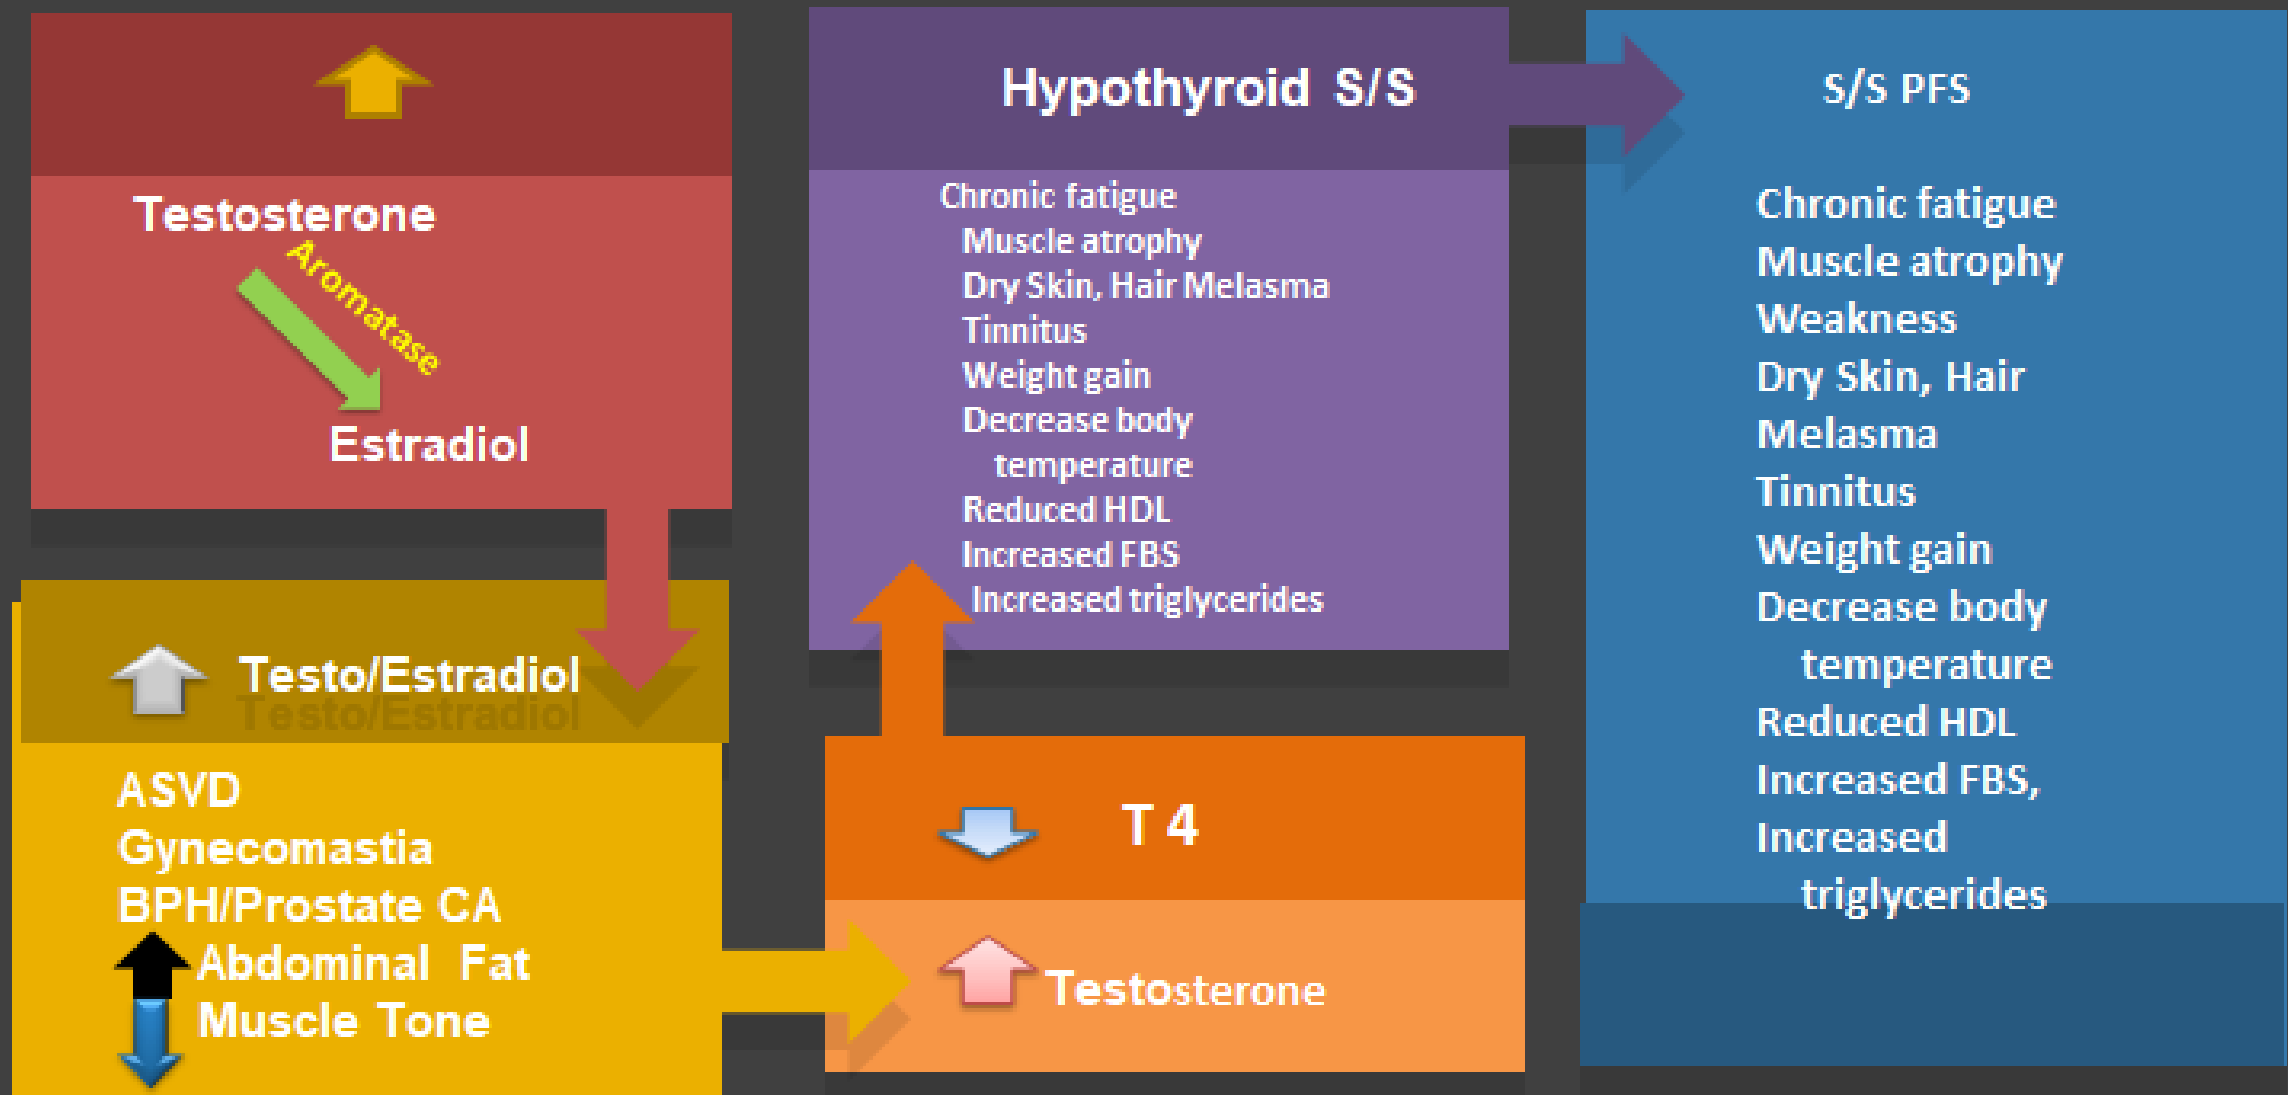 Testosterone
Aromatase
Estradiol
Testo/Estradiol
ASVD
Gynecomastia
BPH/Prostate CA
Abdominal Fat
Muscle Tone
Hypothyroid S/S
Chronic fatigue
Muscle atrophy
Dry Skin, Hair Melasma
Tinnitus
Weight gain
Decrease body
temperature
Reduced HDL
Increased FBS
Increased triglycerides
T 4
Testosterone
S/S PFS
Chronic fatigue
Muscle atrophy
Weakness
Dry Skin, Hair
Melasma
Tinnitus
Weight gain
Decrease body
temperature
Reduced HDL
Increased FBS,
Increased
triglycerides